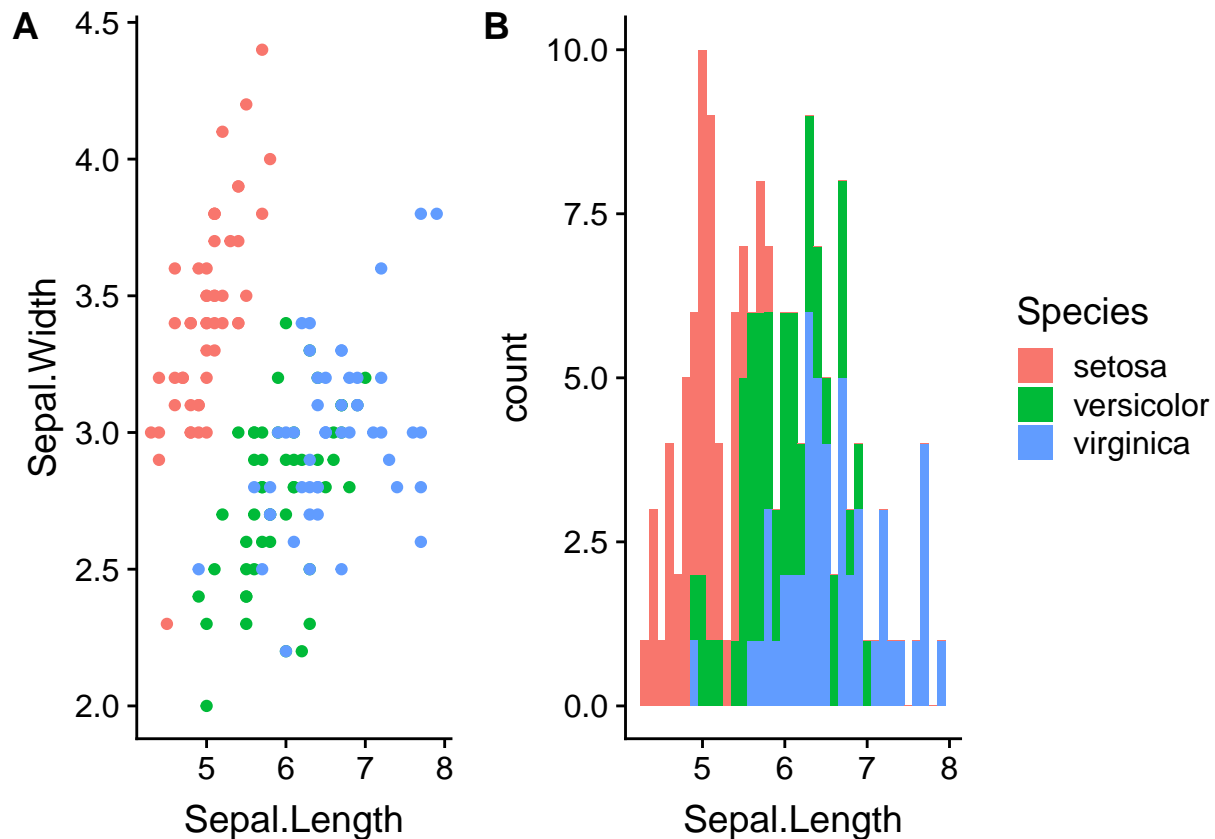 A
4.5
4.0
3.5
3.0
2.5
2.0
Sepal.Width
5 6 7 8
Sepal.Length
B
10.0
7.5
5.0
2.5
0.0
count
5 6 7 8
Sepal.Length
Species
setosa
versicolor
virginica